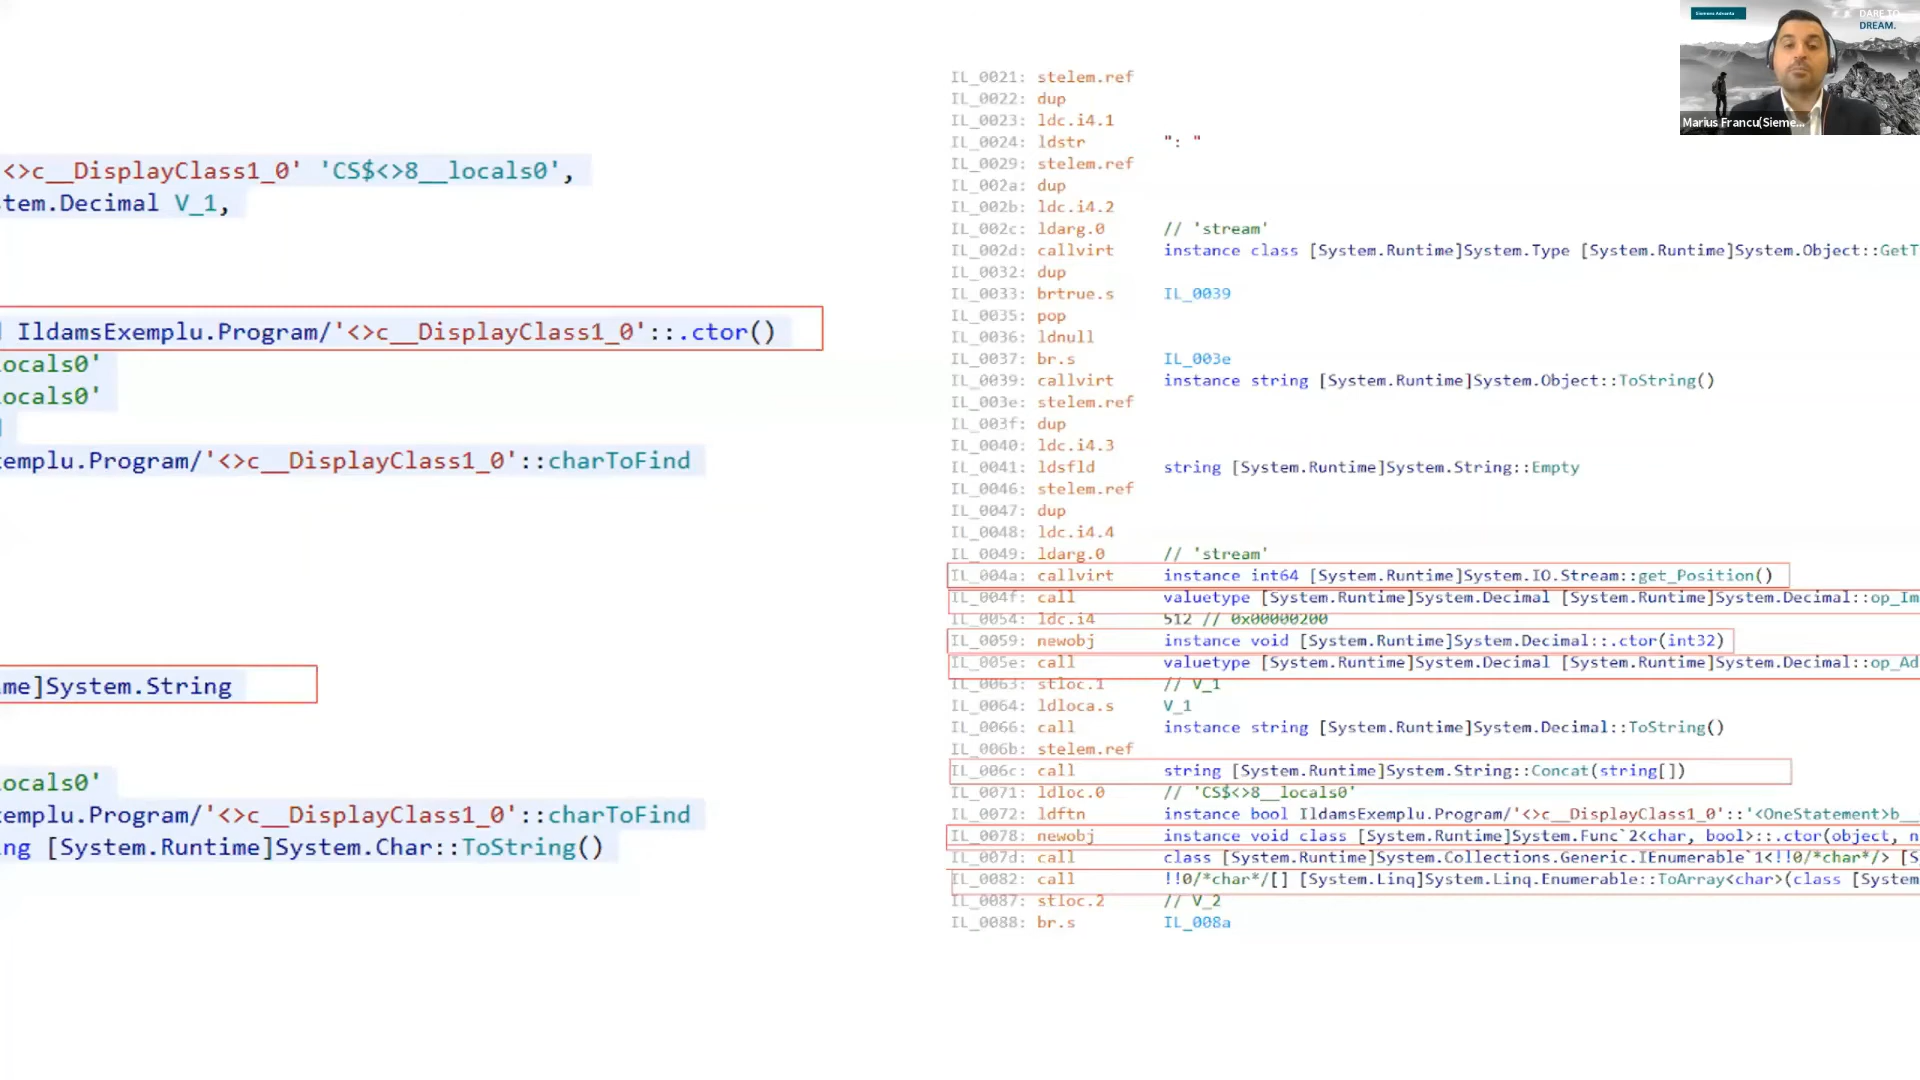 <>c__DisplayClass1_0' 'CS$<>8__locals0',
stem.Decimal V_1,
IldamsExemplu.Program/'<>c__DisplayClass1_0'::.ctor()
locals0'
locals0'
emplu.Program/'<>c__DisplayClass1_0'::charToFind
me]System.String
locals0'
emplu.Program/'<>c__DisplayClass1_0'::charToFind
ng [System.Runtime]System.Char::ToString()
IL_0021: stelem.ref
IL_0022: dup
IL_0023: ldc.i4.1
IL_0024: ldstr ": "
IL_0029: stelem.ref
IL_002a: dup
IL_002b: ldc.i4.2
IL_002c: ldarg.0 // 'stream'
IL_002d: callvirt instance class [System.Runtime]System.Type [System.Runtime]System.Object::GetT
IL_0032: dup
IL_0033: brtrue.s IL_0039
IL_0035: pop
IL_0036: ldnull
IL_0037: br.s IL_003e
IL_0039: callvirt instance string [System.Runtime]System.Object::ToString()
IL_003e: stelem.ref
IL_003f: dup
IL_0040: ldc.i4.3
IL_0041: ldsfld string [System.Runtime]System.String::Empty
IL_0046: stelem.ref
IL_0047: dup
IL_0048: ldc.i4.4
IL_0049: ldarg.0 // 'stream'
IL_004a: callvirt instance int64 [System.Runtime]System.IO.Stream::get_Position()
IL_004f: call valuetype [System.Runtime]System.Decimal [System.Runtime]System.Decimal::op_Im
IL_0054: ldc.i4 512 // 0x00000200
IL_0059: newobj instance void [System.Runtime]System.Decimal::.ctor(int32)
IL_005e: call valuetype [System.Runtime]System.Decimal [System.Runtime]System.Decimal::op_Ad
IL_0063: stloc.1 // V_1
IL_0064: ldloca.s V_1
IL_0066: call instance string [System.Runtime]System.Decimal::ToString()
IL_006b: stelem.ref
IL_006c: call string [System.Runtime]System.String::Concat(string[])
IL_0071: ldloc.0 // 'CS$<>8__locals0'
IL_0072: ldftn instance bool IldamsExemplu.Program/'<>c__DisplayClass1_0'::'<OneStatement>b__
IL_0078: newobj instance void class [System.Runtime]System.Func`2<char, bool>::.ctor(object, n
IL_007d: call class [System.Runtime]System.Collections.Generic.IEnumerable`1<!!0/*char*/> [S
IL_0082: call !!0/*char*/[] [System.Linq]System.Linq.Enumerable::ToArray<char>(class [System
IL_0087: stloc.2 // V_2
IL_0088: br.s IL_008a
Siemens Advanta
DARE TO
DREAM.
Marius Francu(Sieme...